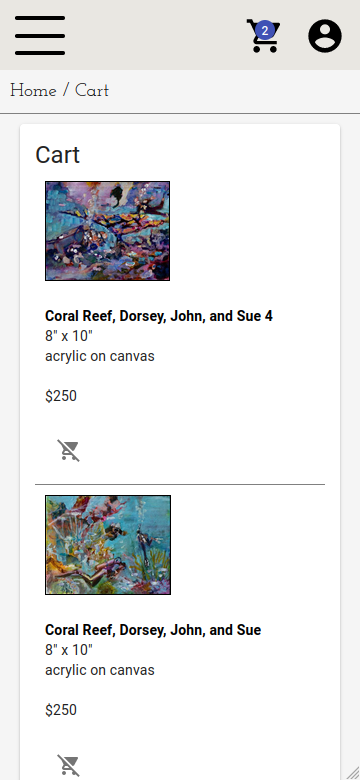 2
Home / Cart
Cart
Coral Reef, Dorsey, John, and Sue 4
8" x 10"
acrylic on canvas
$250
Coral Reef, Dorsey, John, and Sue
8" x 10"
acrylic on canvas
$250